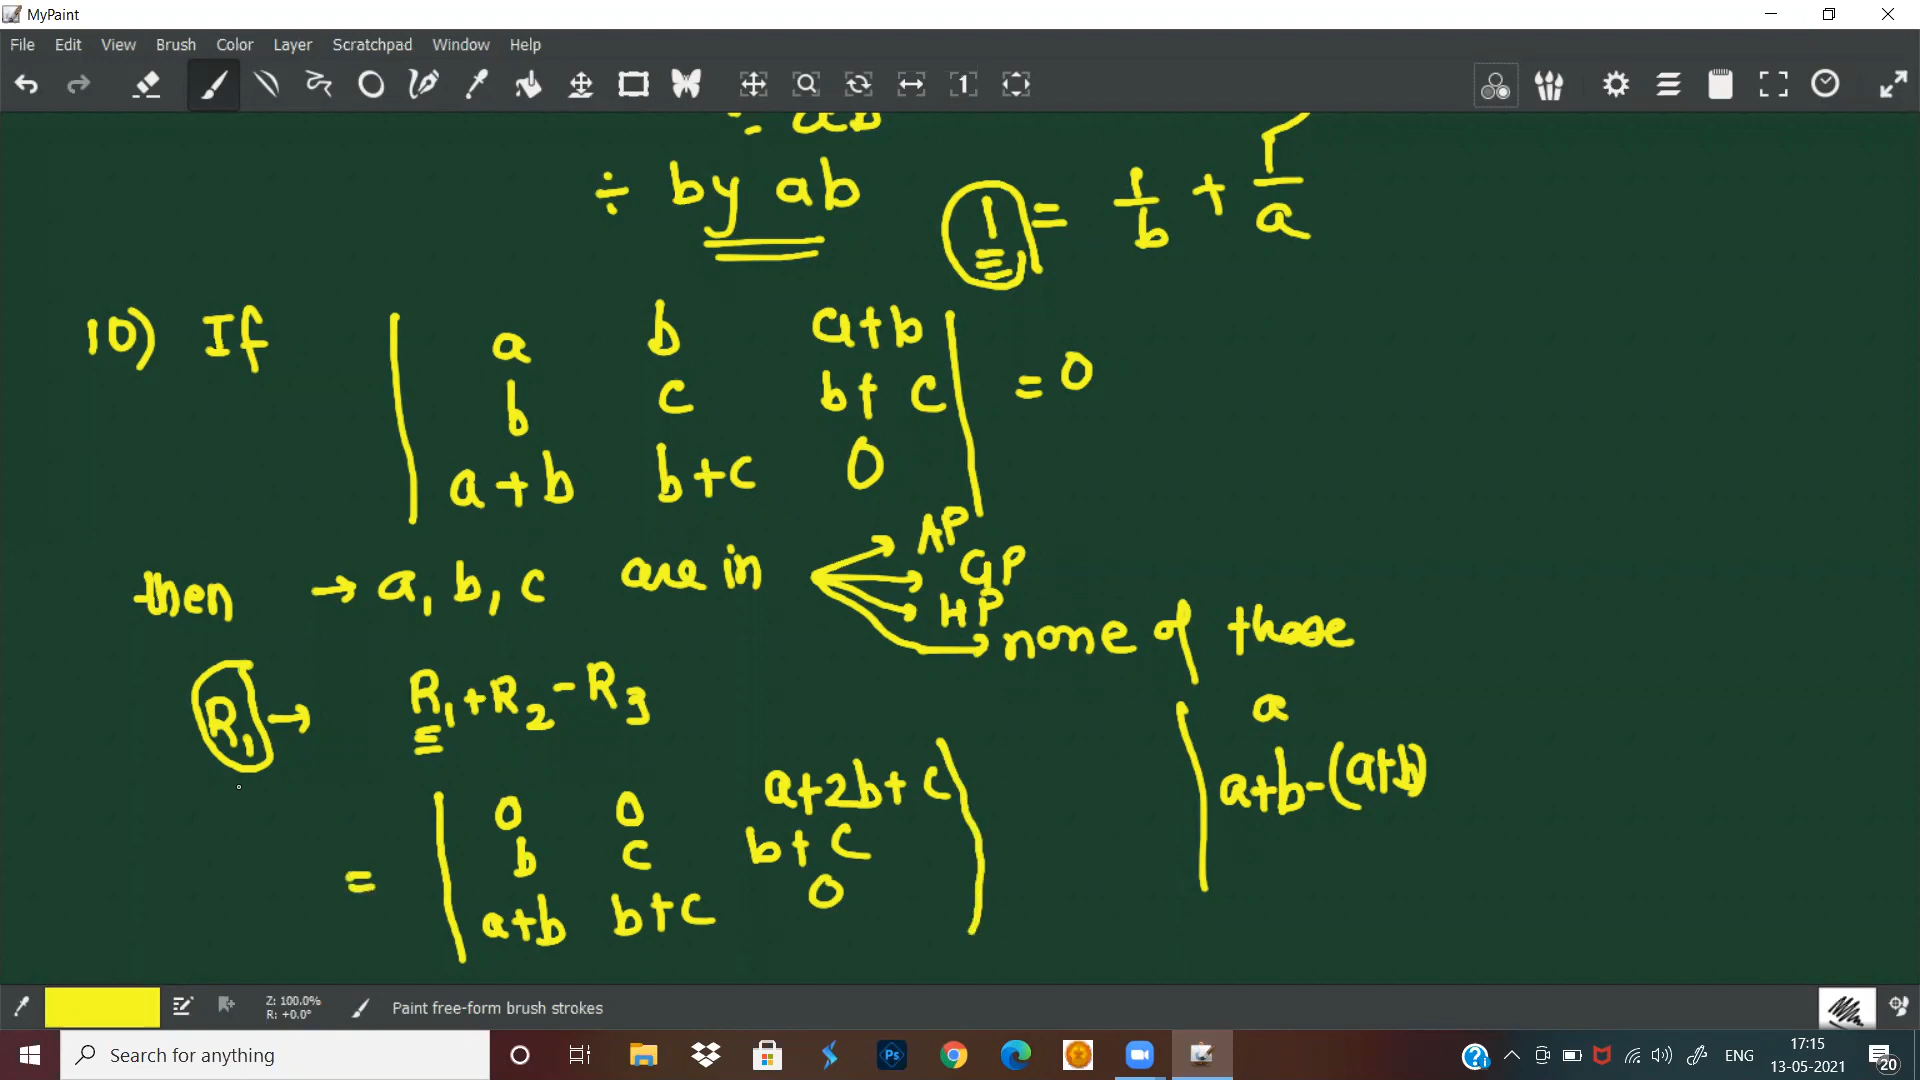 MyPaint
File Edit View Brush Color Layer Scratchpad Window Help
÷ ab
÷ by ab
1 = 1/b + 1/a
10) If
a b a+b
b c b+c = 0
a+b b+c 0
then → a, b, c are in
AP
GP
HP
none of these
R₁ → R₁+R₂-R₃
a
a+b-(a+b)
0 0 a+2b+c
= b c b+c
a+b b+c 0
Z: 100.0%
R: +0.0°
Paint free-form brush strokes
Search for anything
Ps
ENG
17:15
13-05-2021
20